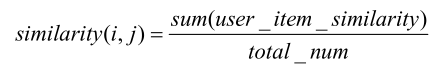 similarity(i, j) = sum(user_item_similarity) / total_num